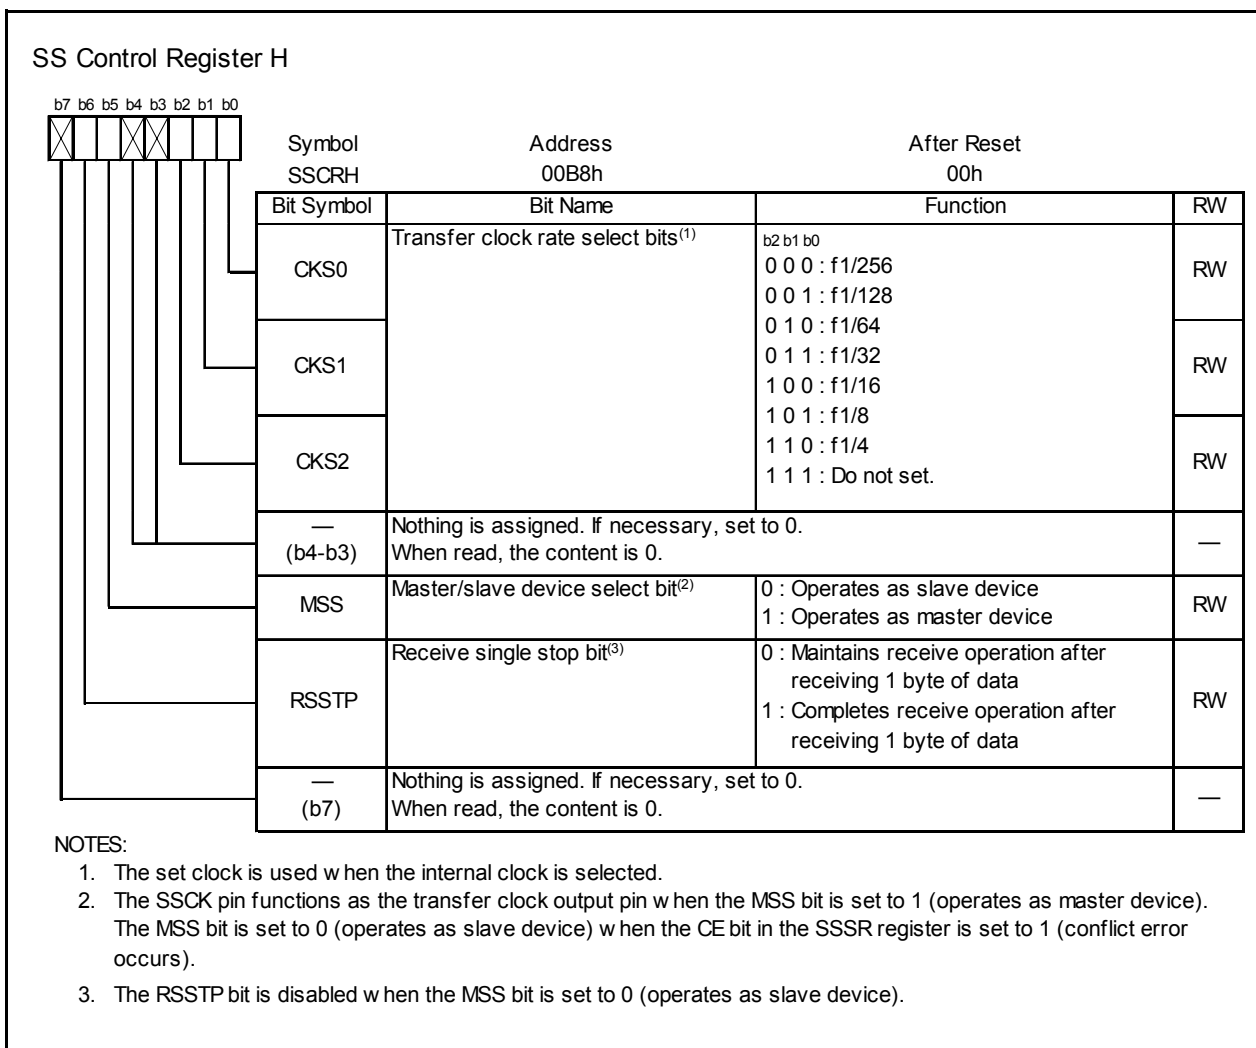 SS Control Register H
b7 b6 b5 b4 b3 b2 b1 b0
Symbol Address After Reset
SSCRH 00B8h 00h
Bit Symbol Bit Name Function RW
CKS0 Transfer clock rate select bits(1) b2 b1 b0 RW
0 0 0 : f1/256
0 0 1 : f1/128
0 1 0 : f1/64
CKS1 0 1 1 : f1/32 RW
1 0 0 : f1/16
1 0 1 : f1/8
CKS2 1 1 0 : f1/4 RW
1 1 1 : Do not set.
— Nothing is assigned. If necessary, set to 0. —
(b4-b3) When read, the content is 0.
MSS Master/slave device select bit(2) 0 : Operates as slave device RW
1 : Operates as master device
RSSTP Receive single stop bit(3) 0 : Maintains receive operation after RW
receiving 1 byte of data
1 : Completes receive operation after
receiving 1 byte of data
— Nothing is assigned. If necessary, set to 0. —
(b7) When read, the content is 0.
NOTES:
1. The set clock is used when the internal clock is selected.
2. The SSCK pin functions as the transfer clock output pin when the MSS bit is set to 1 (operates as master device).
The MSS bit is set to 0 (operates as slave device) when the CE bit in the SSSR register is set to 1 (conflict error
occurs).
3. The RSSTP bit is disabled when the MSS bit is set to 0 (operates as slave device).